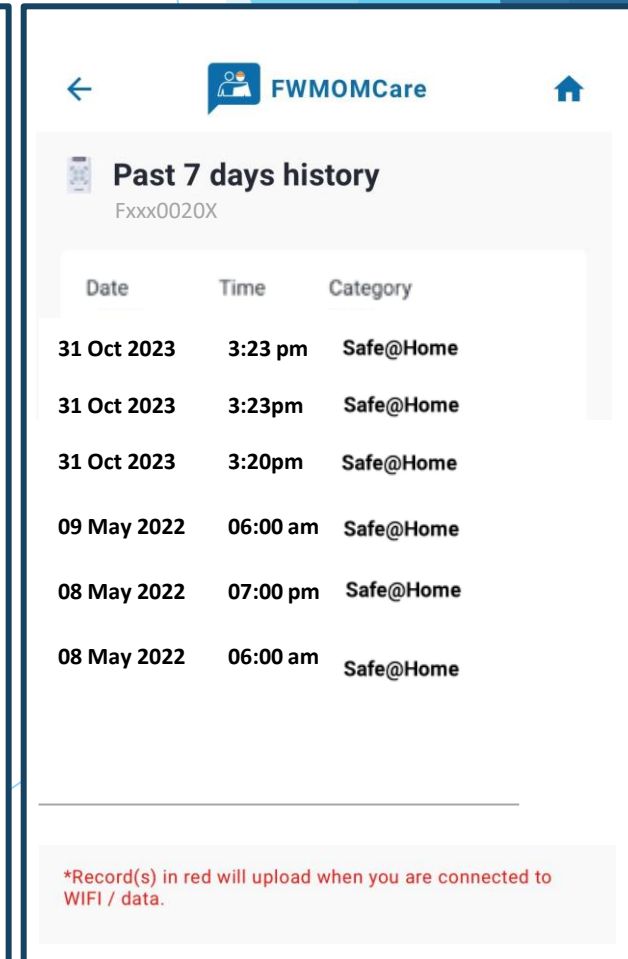 FWMOMCare
Past 7 days history
Fxxx0020X
Date Time Category
31 Oct 2023 3:23 pm Safe@Home
31 Oct 2023 3:23pm Safe@Home
31 Oct 2023 3:20pm Safe@Home
09 May 2022 06:00 am Safe@Home
08 May 2022 07:00 pm Safe@Home
08 May 2022 06:00 am Safe@Home
*Record(s) in red will upload when you are connected to
WIFI / data.